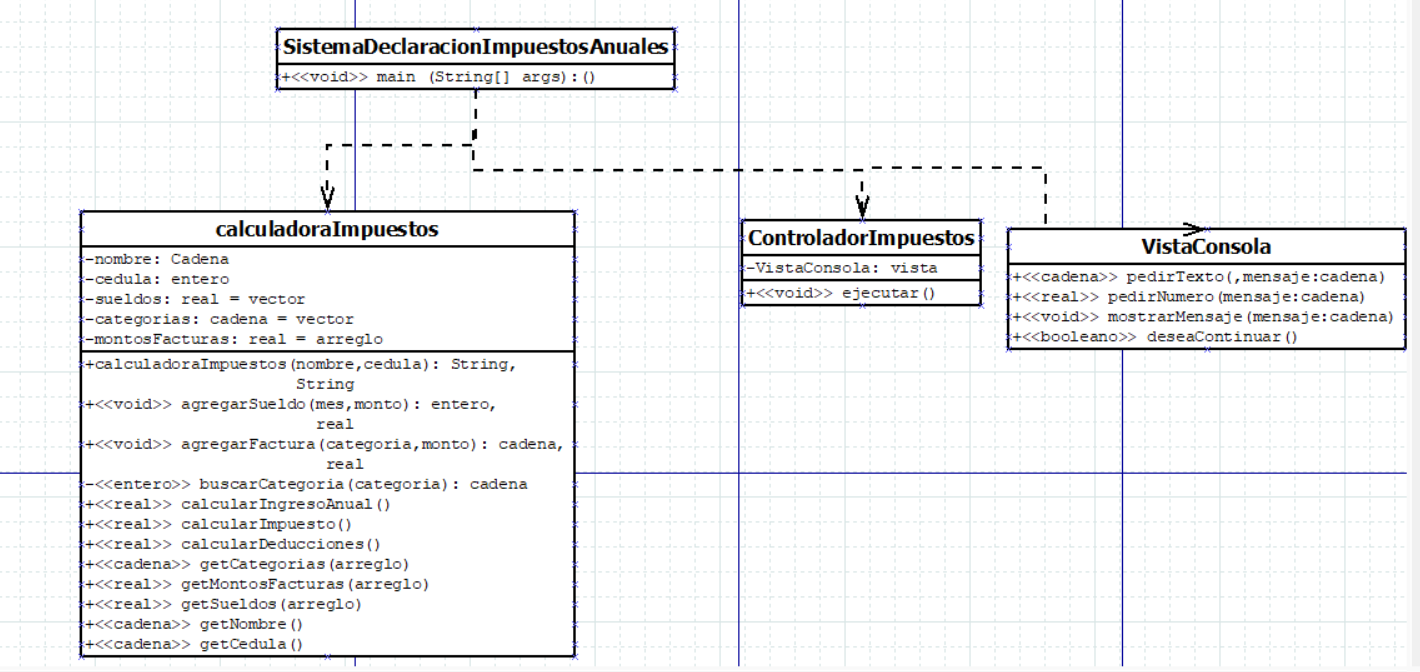 SistemaDeclaracionImpuestosAnuales
+<<void>> main (String[] args):()
calculadoraImpuestos
-nombre: Cadena
-cedula: entero
-sueldos: real = vector
-categorias: cadena = vector
-montosFacturas: real = arreglo
+calculadoraImpuestos(nombre,cedula): String,
String
+<<void>> agregarSueldo(mes,monto): entero,
real
+<<void>> agregarFactura(categoria,monto): cadena,
real
-<<entero>> buscarCategoria(categoria): cadena
+<<real>> calcularIngresoAnual()
+<<real>> calcularImpuesto()
+<<real>> calcularDeducciones()
+<<cadena>> getCategorias(arreglo)
+<<real>> getMontosFacturas(arreglo)
+<<real>> getSueldos(arreglo)
+<<cadena>> getNombre()
+<<cadena>> getCedula()
ControladorImpuestos
-VistaConsola: vista
+<<void>> ejecutar()
VistaConsola
+<<cadena>> pedirTexto(,mensaje:cadena)
+<<real>> pedirNumero(mensaje:cadena)
+<<void>> mostrarMensaje(mensaje:cadena)
+<<booleano>> deseaContinuar()